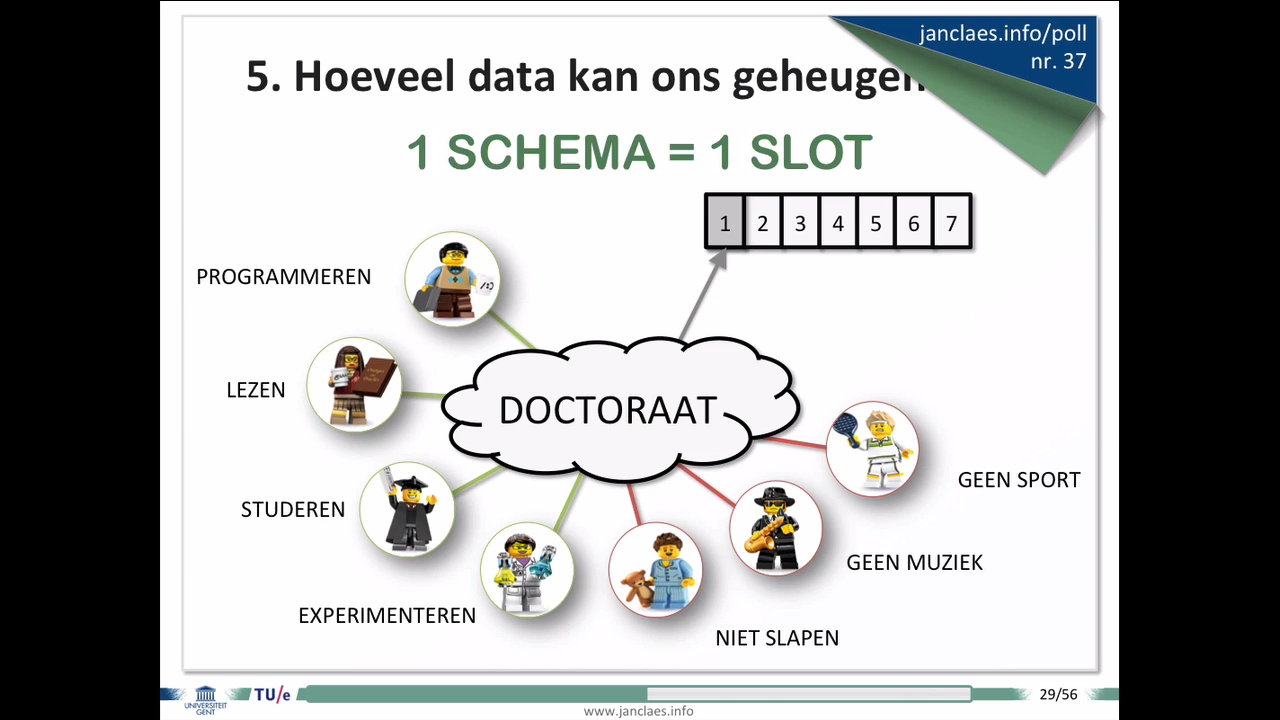 janclaes.info/poll
nr. 37
5. Hoeveel data kan ons geheugen
1 SCHEMA = 1 SLOT
1 2 3 4 5 6 7
PROGRAMMEREN
LEZEN
DOCTORAAT
GEEN SPORT
STUDEREN
GEEN MUZIEK
EXPERIMENTEREN
NIET SLAPEN
UNIVERSITEIT
GENT
TU/e
29/56
www.janclaes.info